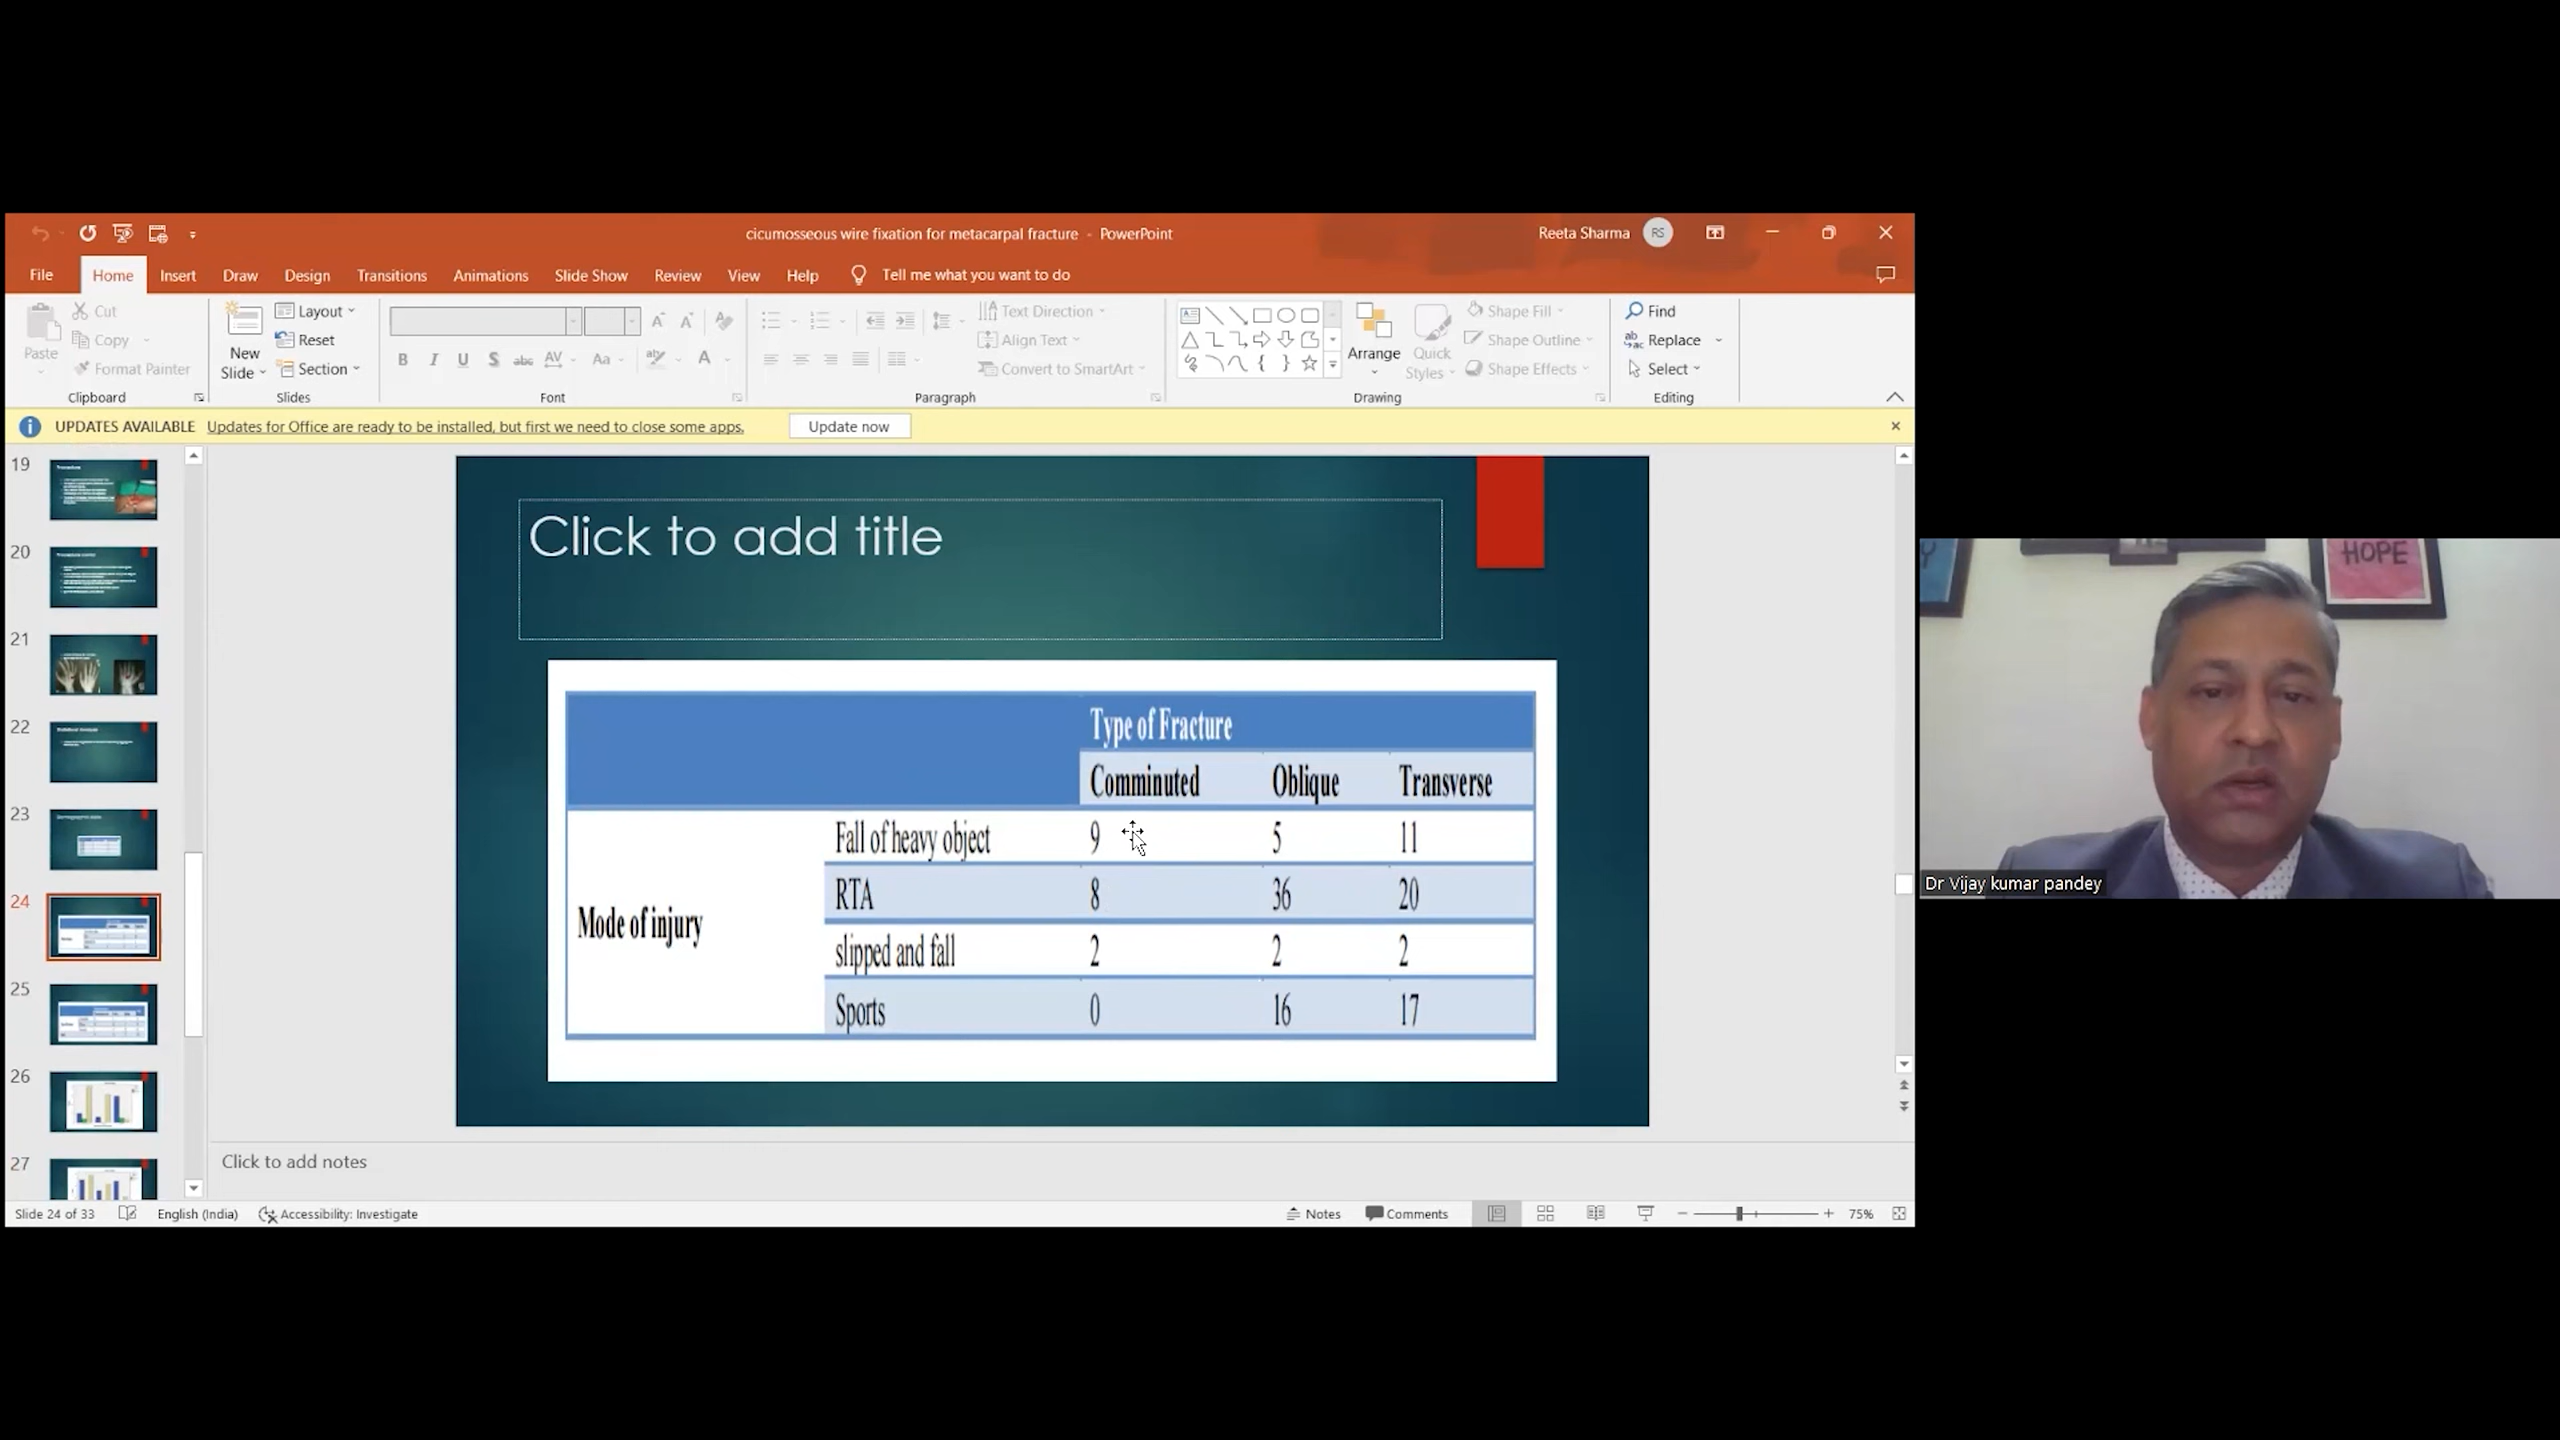 cicumosseous wire fixation for metacarpal fracture - PowerPoint
Reeta Sharma RS
File Home Insert Draw Design Transitions Animations Slide Show Review View Help Tell me what you want to do
Paste
Cut
Copy
Format Painter
Clipboard
New Slide
Layout
Reset
Section
Slides
B I U S abc AV Aa A
Font
Text Direction
Align Text
Convert to SmartArt
Paragraph
Arrange
Quick Styles
Shape Fill
Shape Outline
Shape Effects
Drawing
Find
Replace
Select
Editing
UPDATES AVAILABLE Updates for Office are ready to be installed, but first we need to close some apps. Update now
19
20
21
22
23
24
25
26
27
Click to add title
Type of Fracture
Comminuted Oblique Transverse
Mode of injury
Fall of heavy object 9 5 11
RTA 8 36 20
slipped and fall 2 2 2
Sports 0 16 17
HOPE
Dr Vijay kumar pandey
Click to add notes
Slide 24 of 33 English (India) Accessibility: Investigate Notes Comments 75%